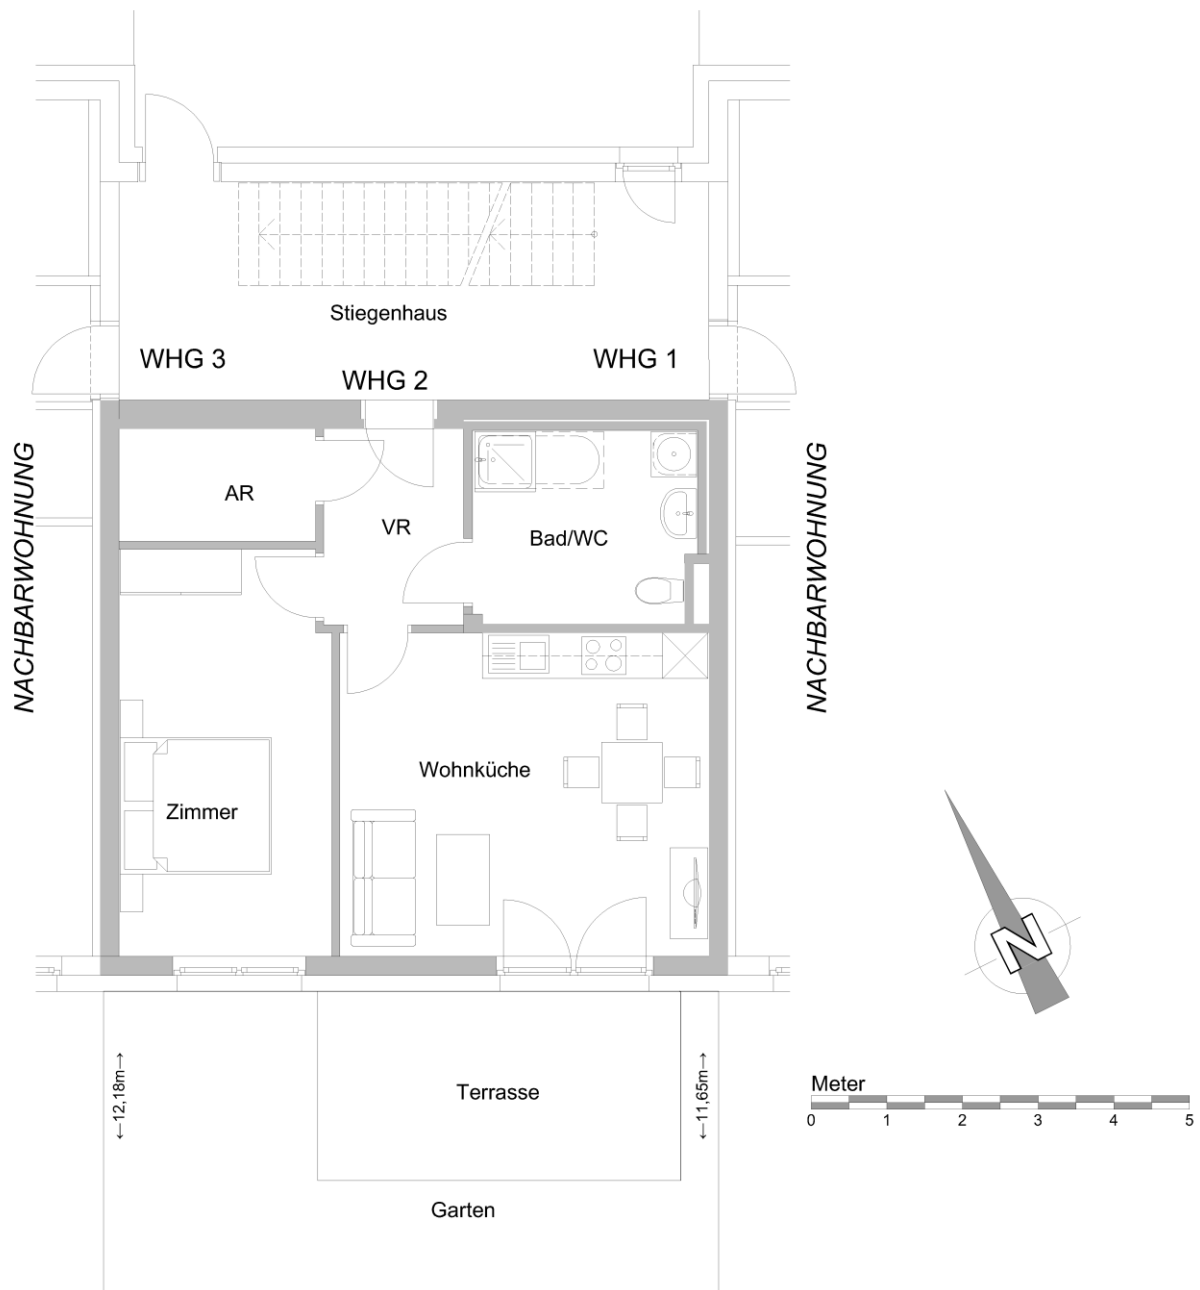 Stiegenhaus
WHG 3
WHG 1
WHG 2
NACHBARWOHNUNG
NACHBARWOHNUNG
AR
VR
Bad/WC
Wohnküche
Zimmer
N
←12,18m→
←11,65m→
Terrasse
Garten
Meter
0 1 2 3 4 5